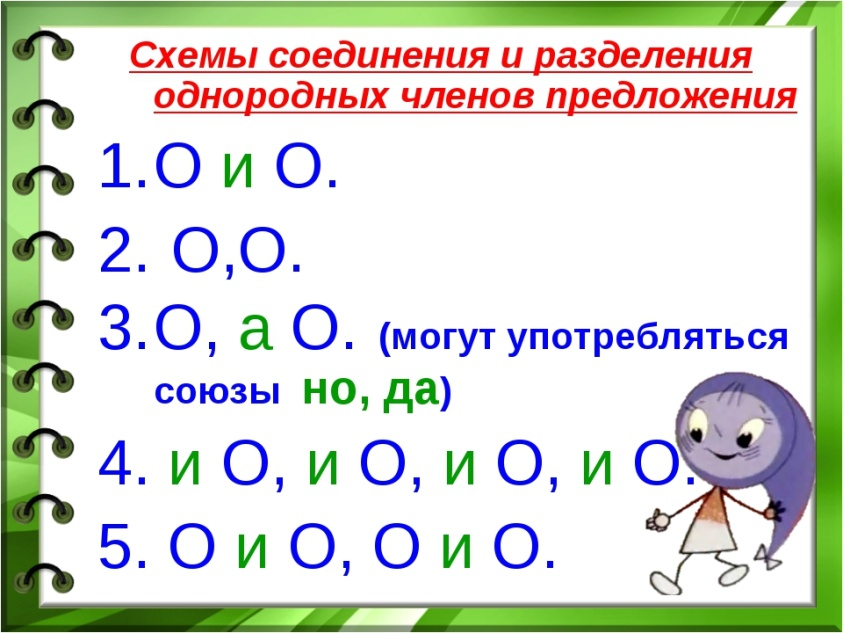 Схемы соединения и разделения
однородных членов предложения
1. О и О.
2. О,О.
3. О, а О. (могут употребляться
союзы но, да)
4. и О, и О, и О, и О.
5. О и О, О и О.